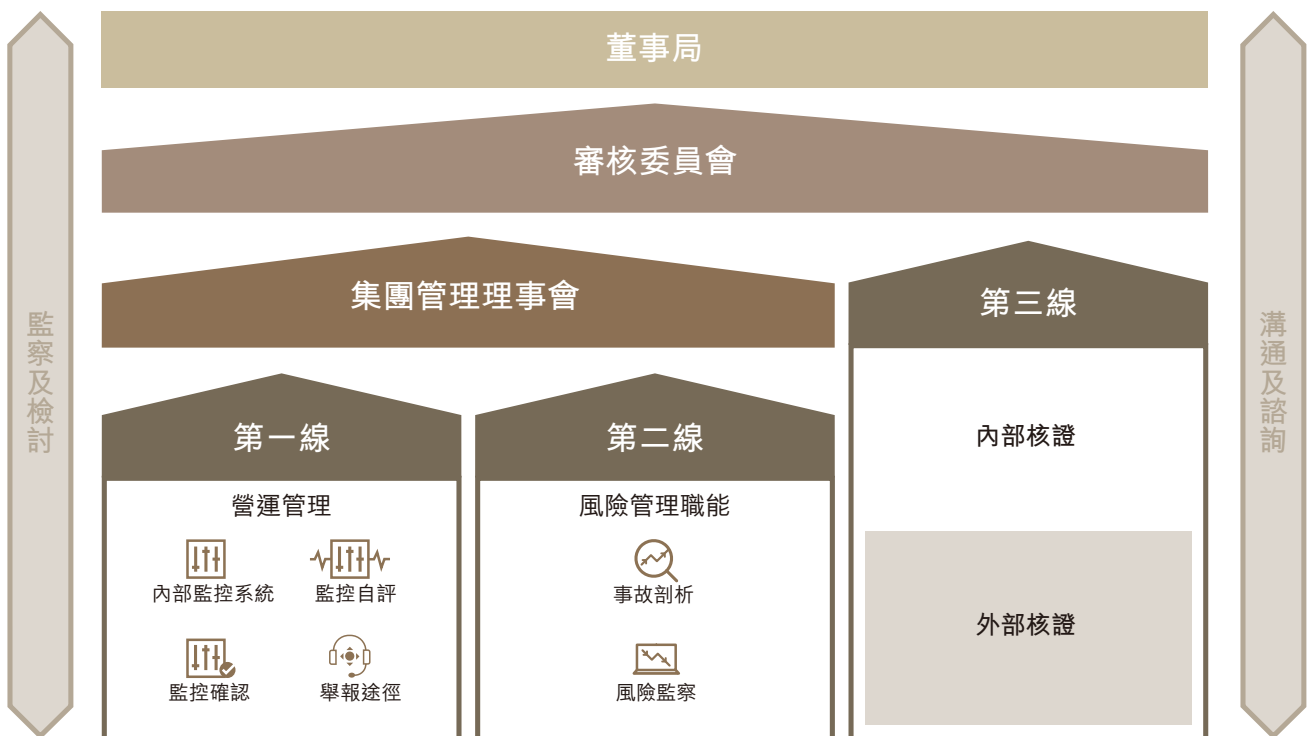 董事局
審核委員會
集團管理理事會
第三線
監察及檢討
溝通及諮詢
第一線
第二線
內部核證
營運管理
風險管理職能
內部監控系統
監控自評
事故剖析
外部核證
監控確認
舉報途徑
風險監察